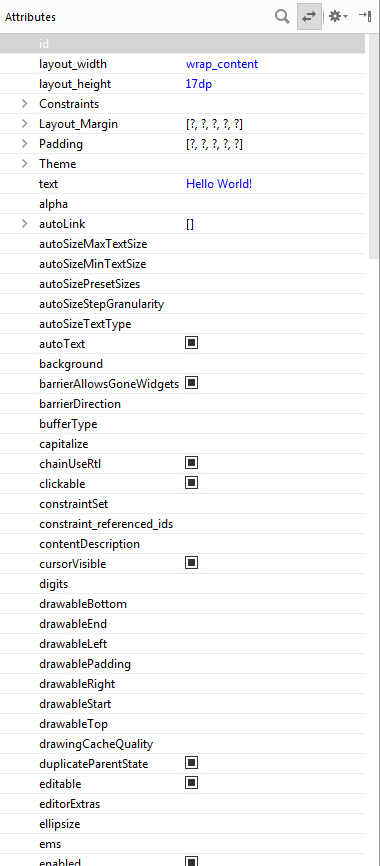 Attributes
id
layout_width wrap_content
layout_height 17dp
Constraints
Layout_Margin [?, ?, ?, ?, ?]
Padding [?, ?, ?, ?, ?]
Theme
text Hello World!
alpha
autoLink []
autoSizeMaxTextSize
autoSizeMinTextSize
autoSizePresetSizes
autoSizeStepGranularity
autoSizeTextType
autoText
background
barrierAllowsGoneWidgets
barrierDirection
bufferType
capitalize
chainUseRtl
clickable
constraintSet
constraint_referenced_ids
contentDescription
cursorVisible
digits
drawableBottom
drawableEnd
drawableLeft
drawablePadding
drawableRight
drawableStart
drawableTop
drawingCacheQuality
duplicateParentState
editable
editorExtras
ellipsize
ems
enabled